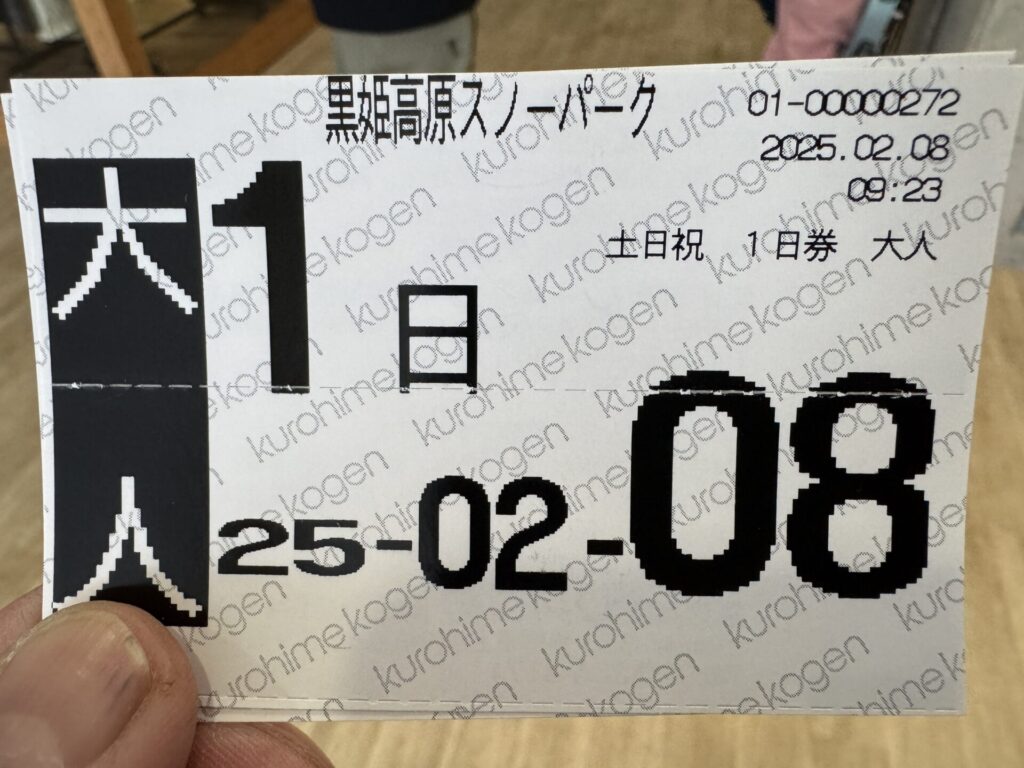 黒姫高原スノーパーク
01-00000272
2025.02.08
09:23
土日祝 1日券 大人
大人
1日
25-02-08
kurohime kogen